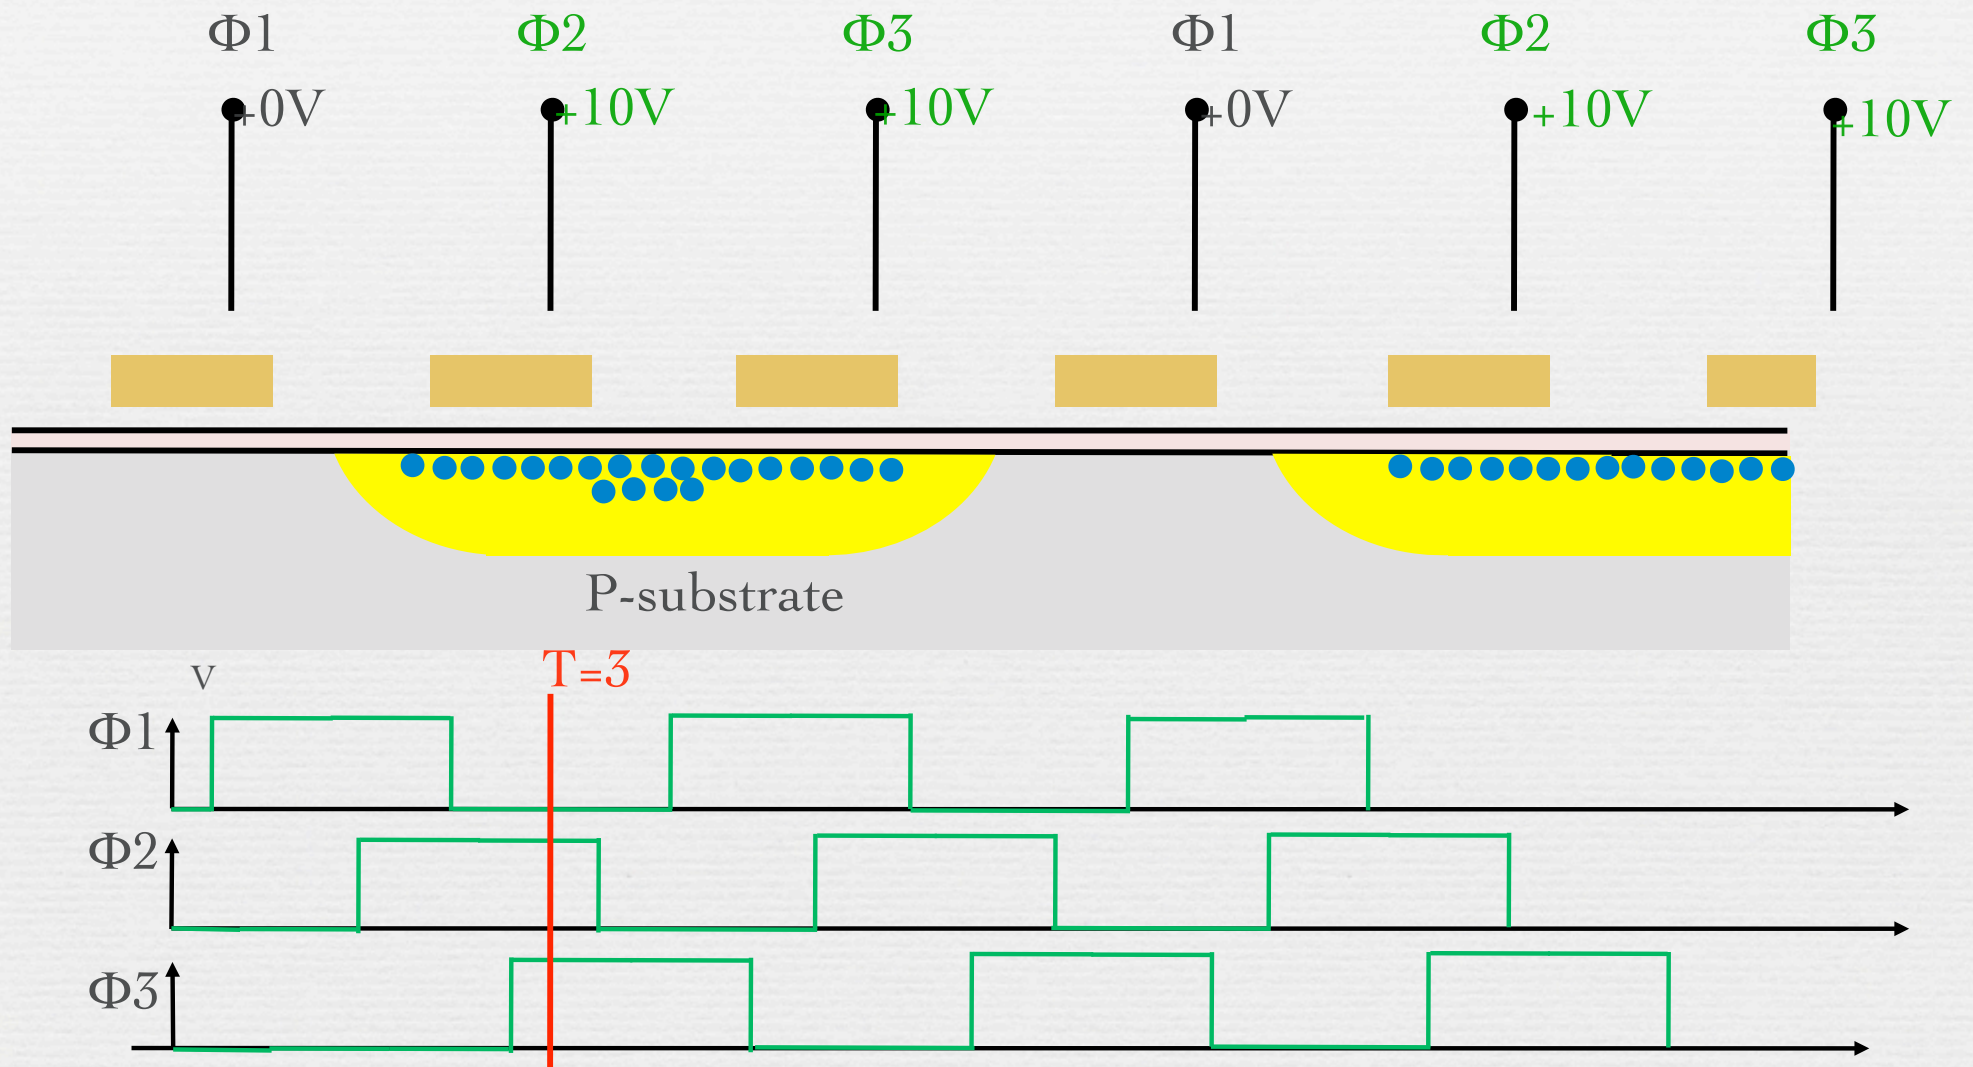 Φ1 Φ2 Φ3 Φ1 Φ2 Φ3
+0V +10V +10V +0V +10V +10V
P-substrate
T=3
V
Φ1
Φ2
Φ3